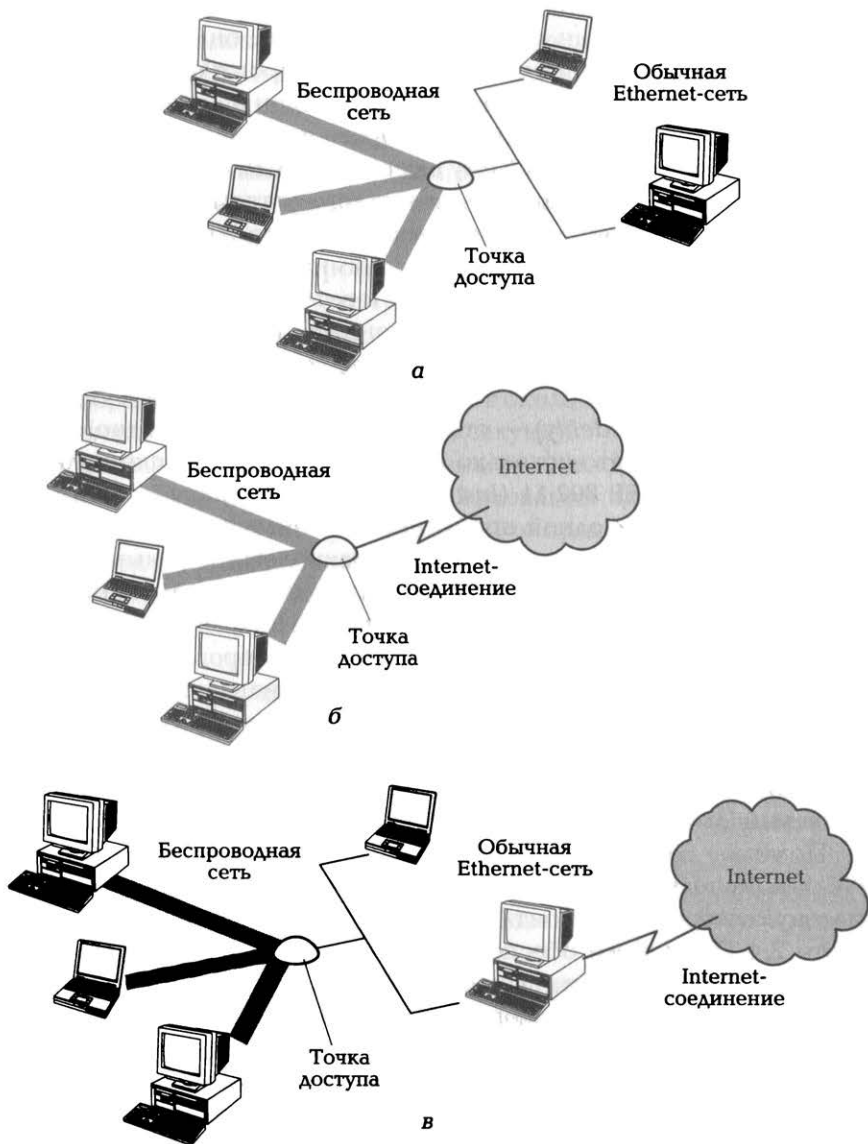 Беспроводная
сеть
Обычная
Ethernet-сеть
Точка
доступа
а
Беспроводная
сеть
Internet
Internet-
соединение
Точка
доступа
б
Беспроводная
сеть
Обычная
Ethernet-сеть
Internet
Internet-
соединение
Точка
доступа
в